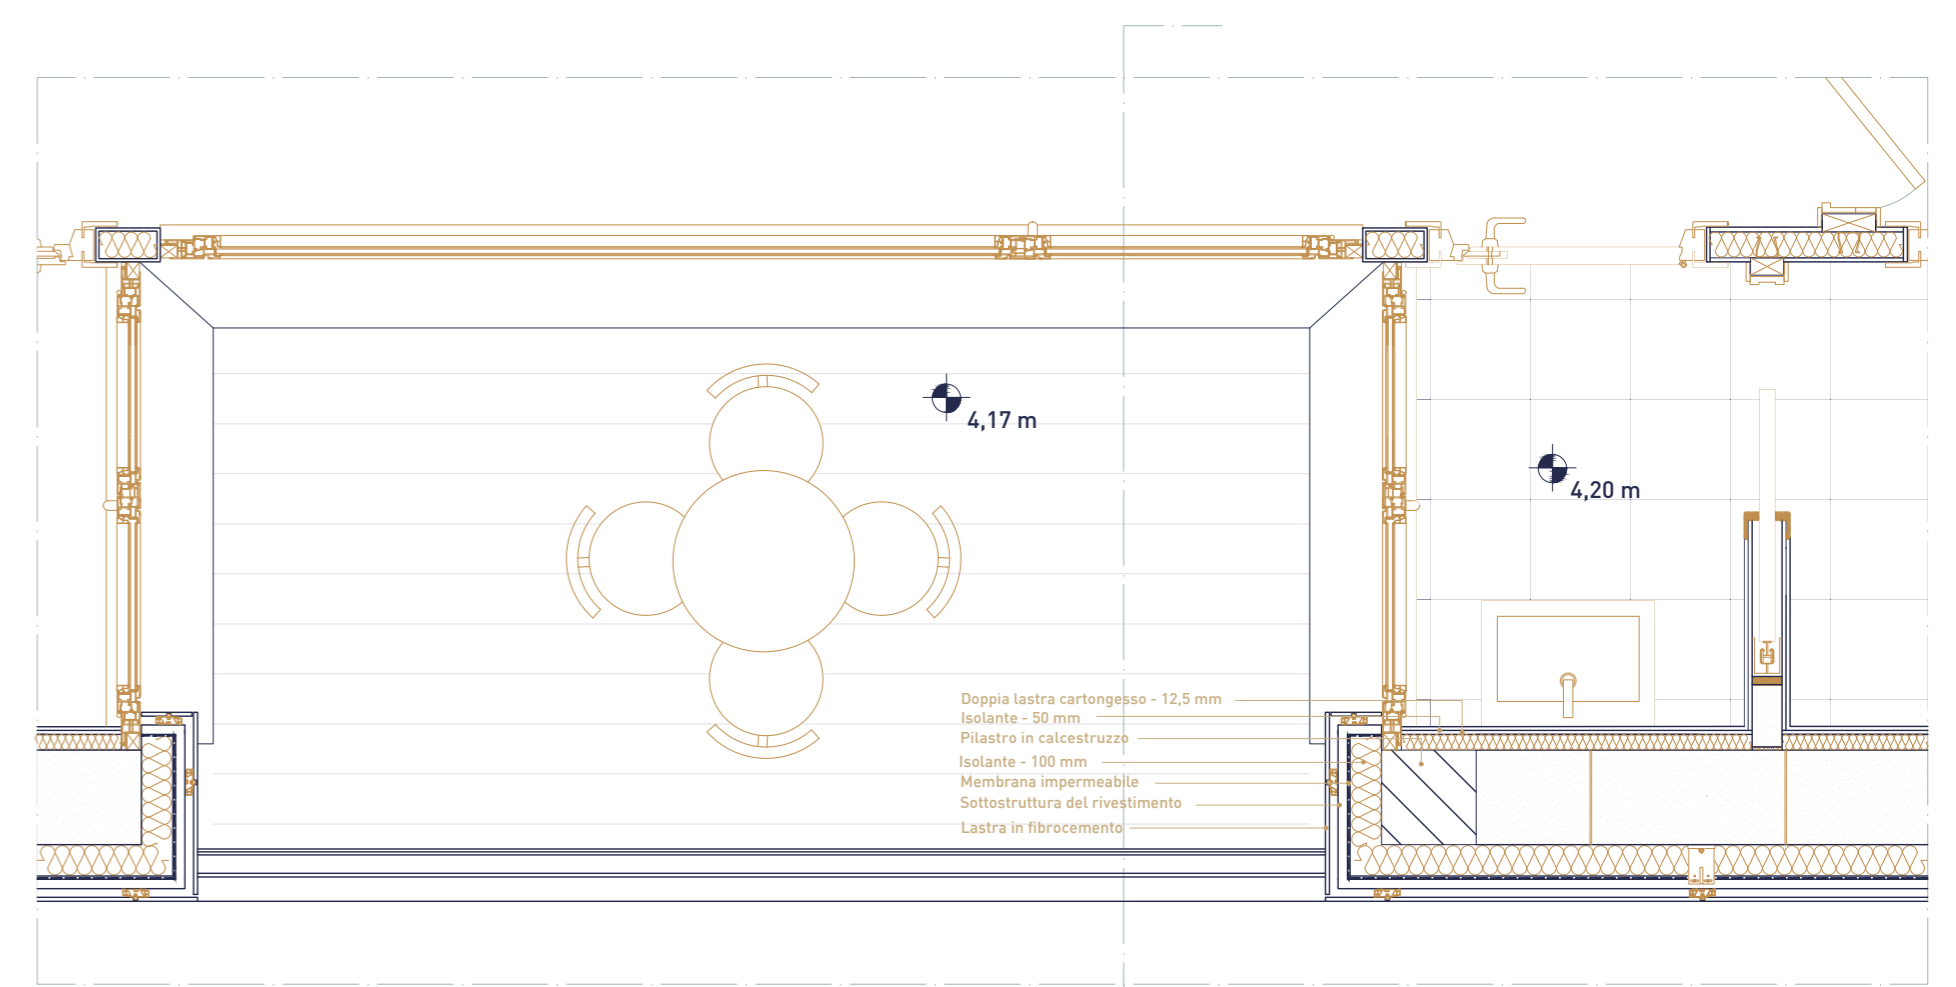 4,17 m
4,20 m
Doppia lastra cartongesso - 12,5 mm
Isolante - 50 mm
Pilastro in calcestruzzo
Isolante - 100 mm
Membrana impermeabile
Sottostruttura del rivestimento
Lastra in fibrocemento